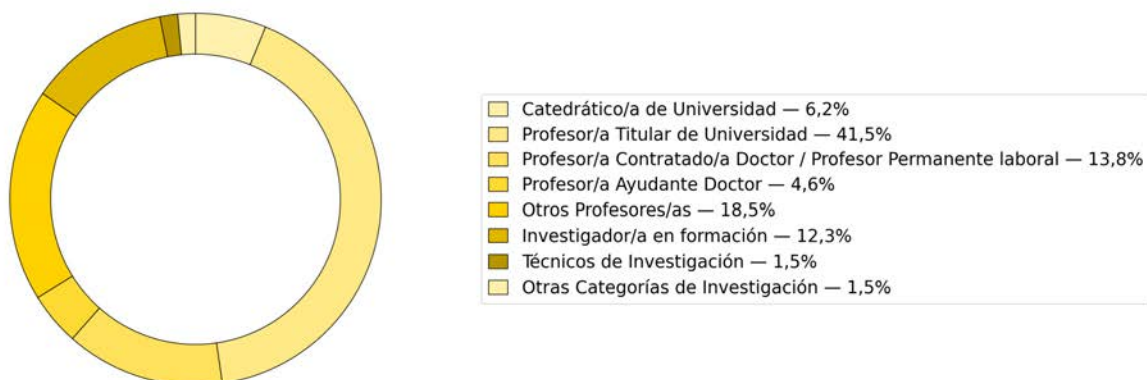 Catedrático/a de Universidad — 6,2%
Profesor/a Titular de Universidad — 41,5%
Profesor/a Contratado/a Doctor / Profesor Permanente laboral — 13,8%
Profesor/a Ayudante Doctor — 4,6%
Otros Profesores/as — 18,5%
Investigador/a en formación — 12,3%
Técnicos de Investigación — 1,5%
Otras Categorías de Investigación — 1,5%